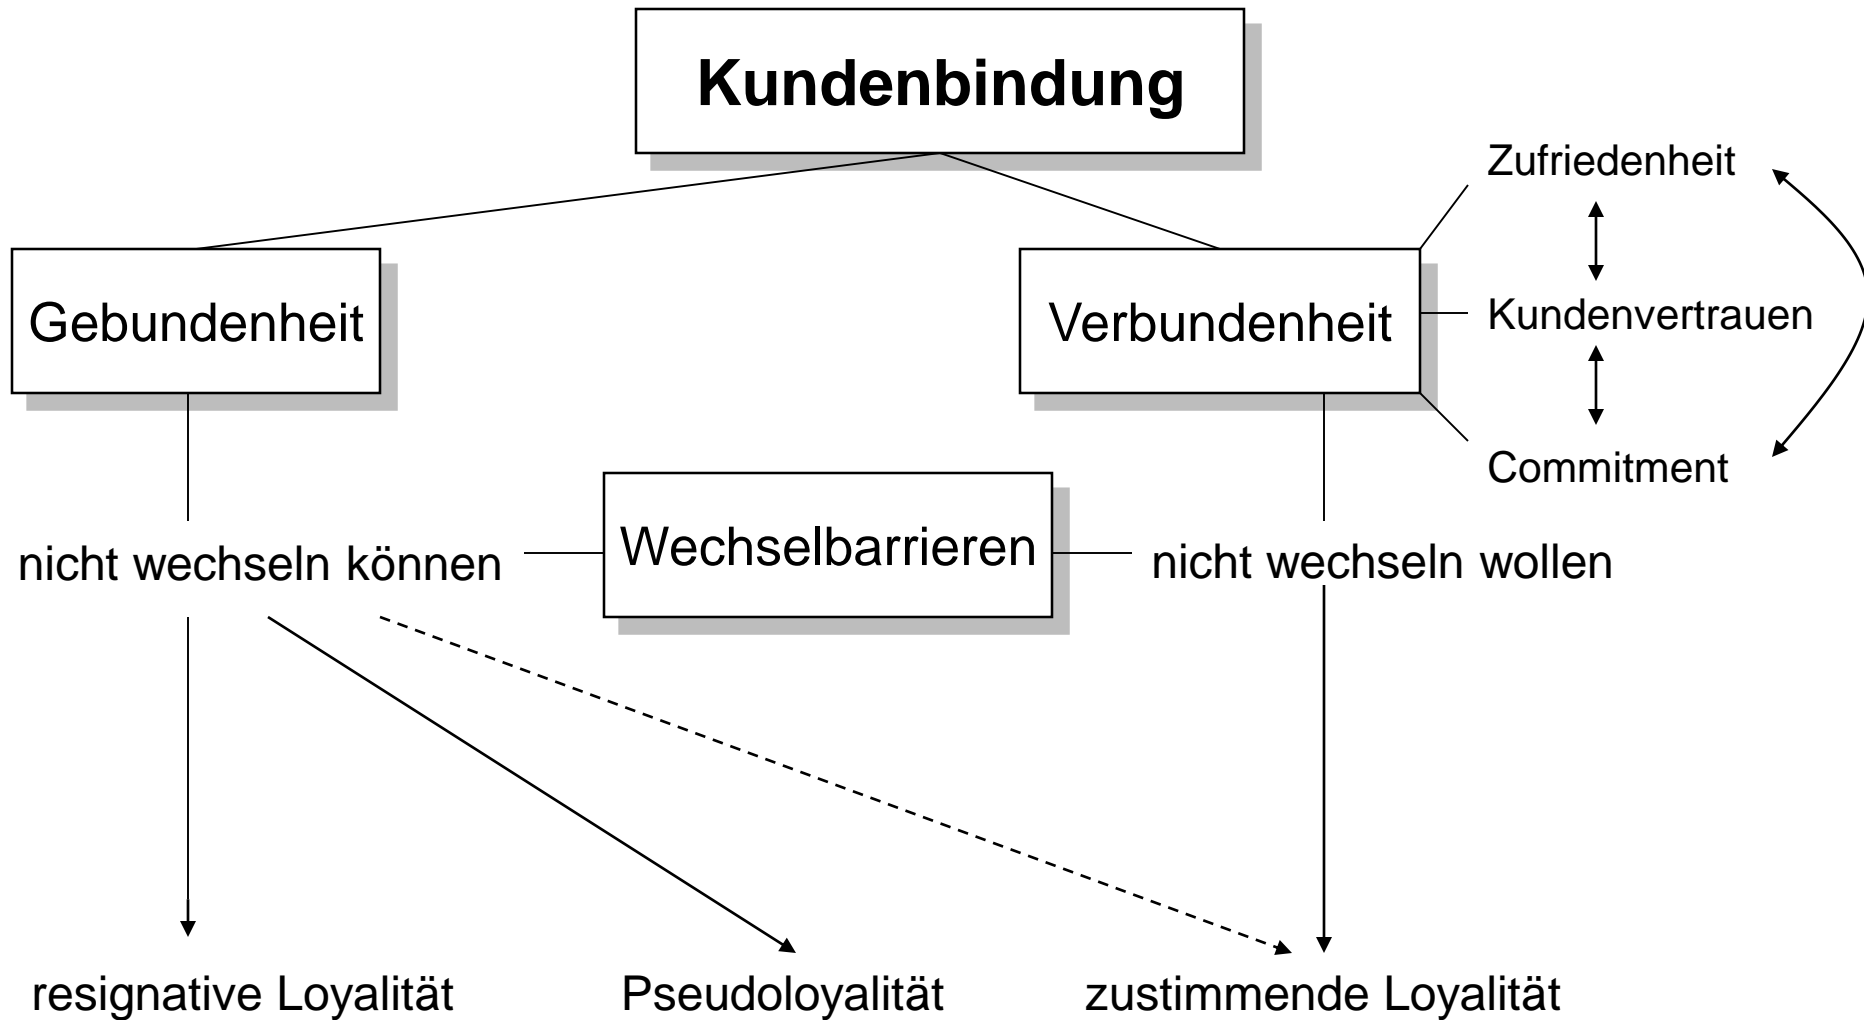 Kundenbindung
Zufriedenheit
Gebundenheit
Verbundenheit
Kundenvertrauen
Commitment
nicht wechseln können
Wechselbarrieren
nicht wechseln wollen
resignative Loyalität
Pseudoloyalität
zustimmende Loyalität